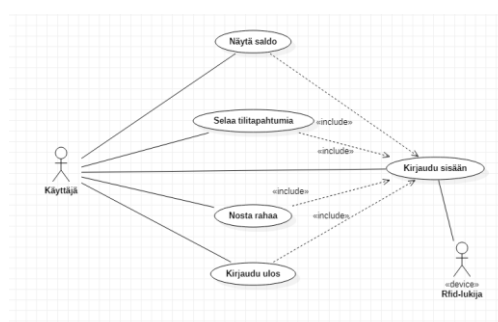 Näytä saldo
Selaa tilitapahtumia
«include»
«include»
Kirjaudu sisään
Käyttäjä
«include»
Nosta rahaa
«include»
Kirjaudu ulos
«device»
Rfid-lukija